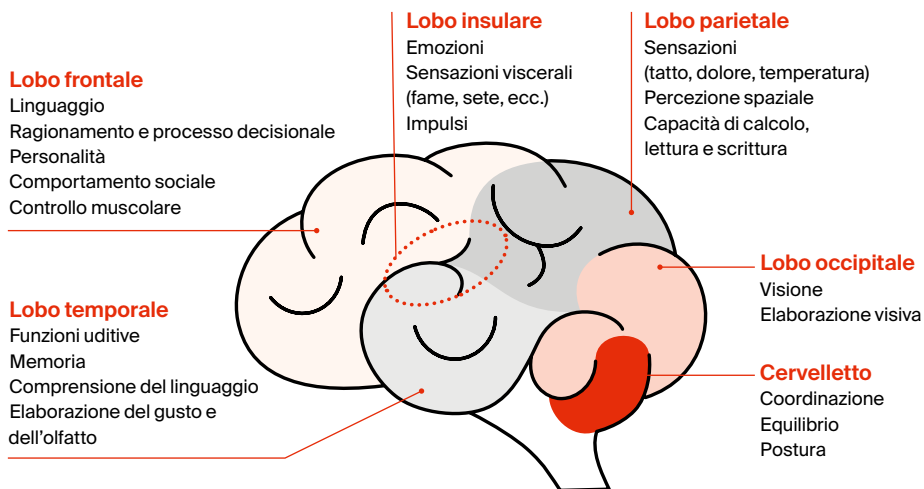 Lobo frontale
Linguaggio
Ragionamento e processo decisionale
Personalità
Comportamento sociale
Controllo muscolare
Lobo insulare
Emozioni
Sensazioni viscerali
(fame, sete, ecc.)
Impulsi
Lobo parietale
Sensazioni
(tatto, dolore, temperatura)
Percezione spaziale
Capacità di calcolo,
lettura e scrittura
Lobo temporale
Funzioni uditive
Memoria
Comprensione del linguaggio
Elaborazione del gusto e
dell'olfatto
Lobo occipitale
Visione
Elaborazione visiva
Cervelletto
Coordinazione
Equilibrio
Postura